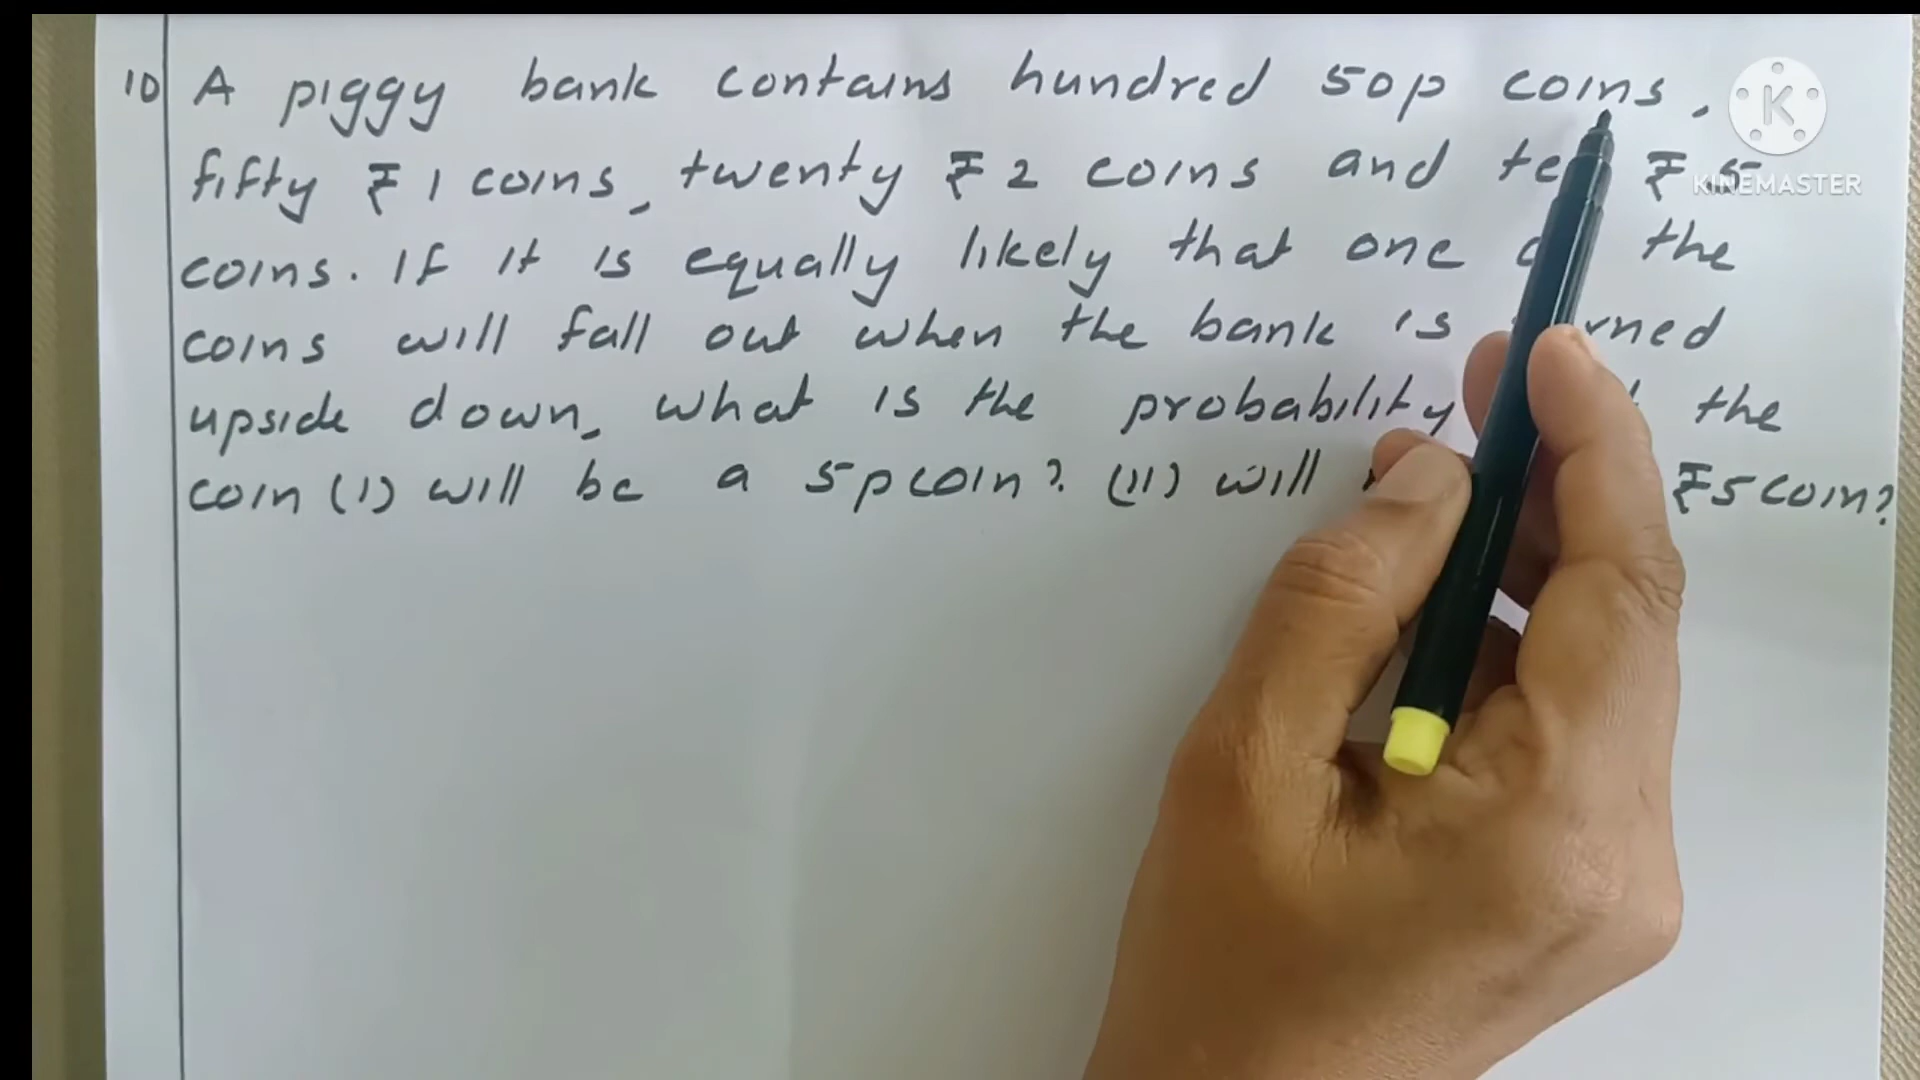 10 A piggy bank contains hundred 50p coins,
fifty ₹1 coins, twenty ₹2 coins and ₹5
coins. If it is equally likely that one the
coins will fall out when the bank is
upside down, what is the probability the
coin (i) will be a 5p coin? (ii) will ₹5 coin?
K
KINEMASTER